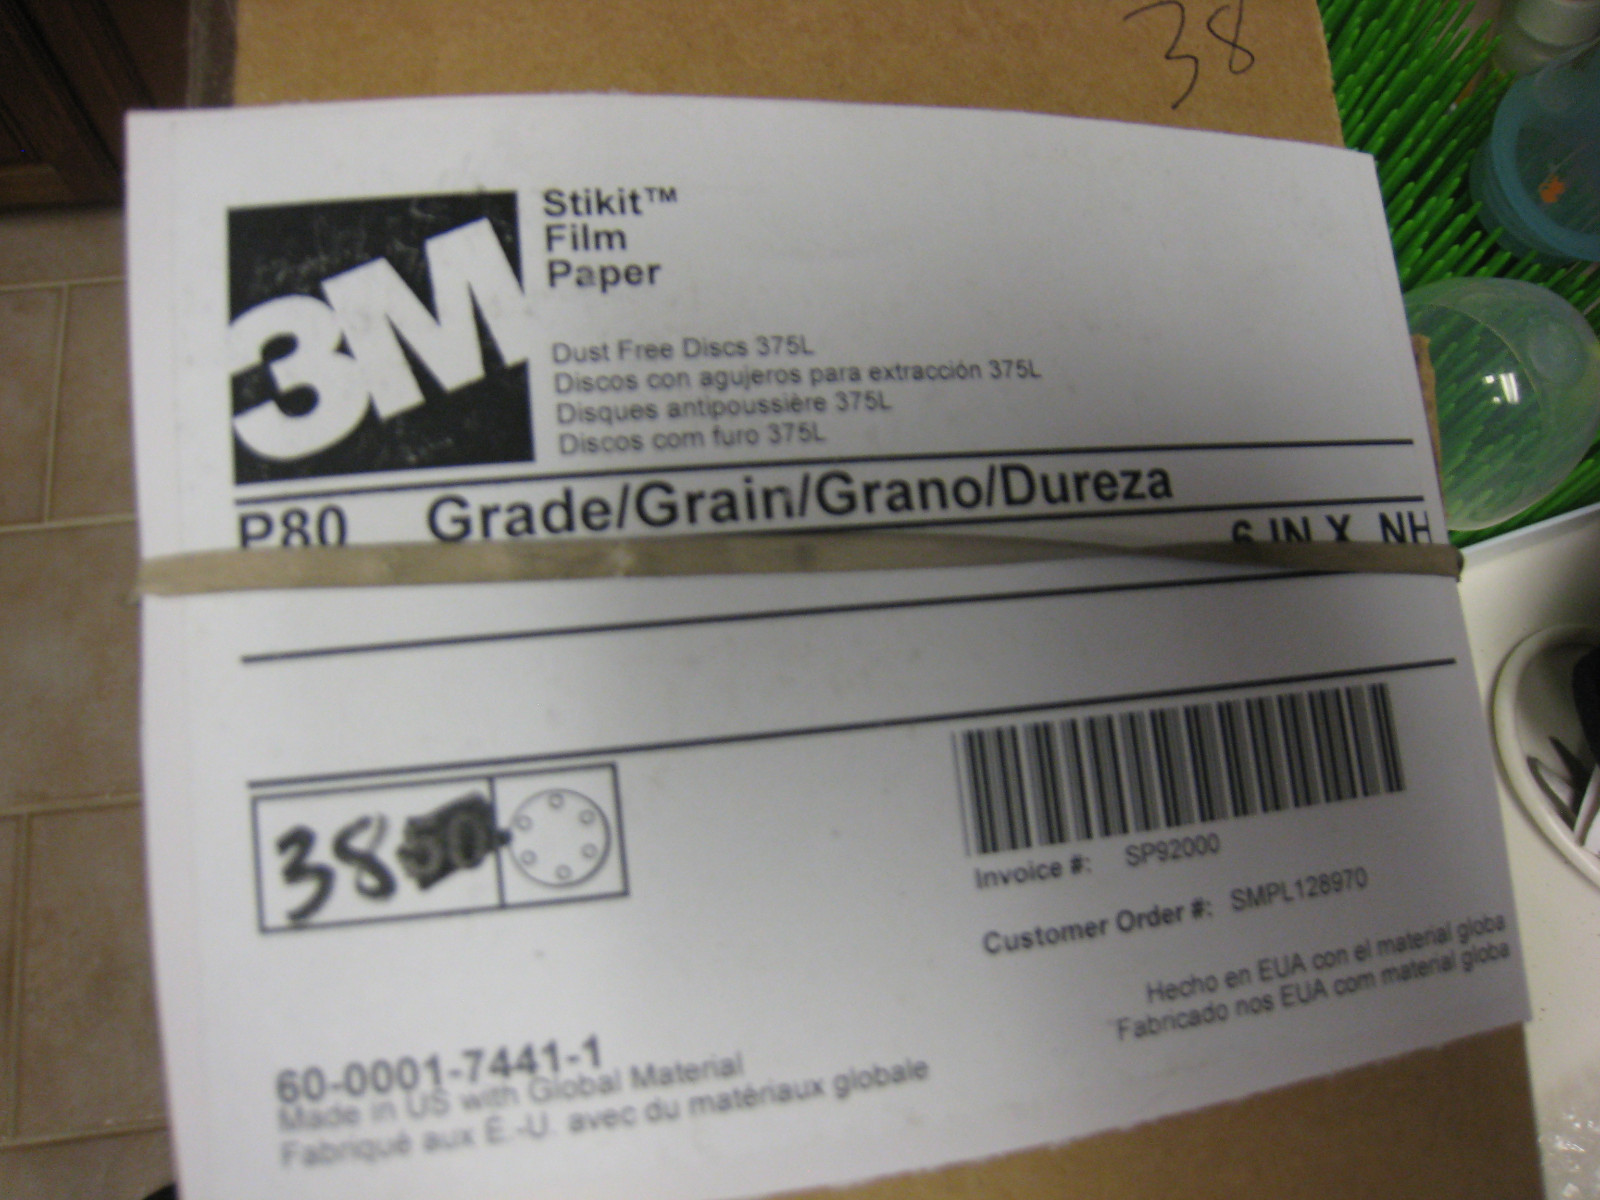 38
3M
Stikit™
Film
Paper
Dust Free Discs 375L
Discos con agujeros para extracción 375L
Disques antipoussière 375L
Discos com furo 375L
P80 Grade/Grain/Grano/Dureza
6 IN X NH
38 50
Invoice #: SP92000
Customer Order #: SMPL128970
Hecho en EUA con el material globa
Fabricado nos EUA com material globa
60-0001-7441-1
Made in US with Global Material
Fabriqué aux E.-U. avec du matériaux globale